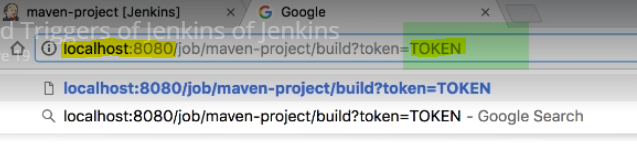 maven-project [Jenkins] × Google ×
d Triggers of Jenkins of Jenkins
localhost:8080/job/maven-project/build?token=TOKEN
localhost:8080/job/maven-project/build?token=TOKEN
localhost:8080/job/maven-project/build?token=TOKEN - Google Search